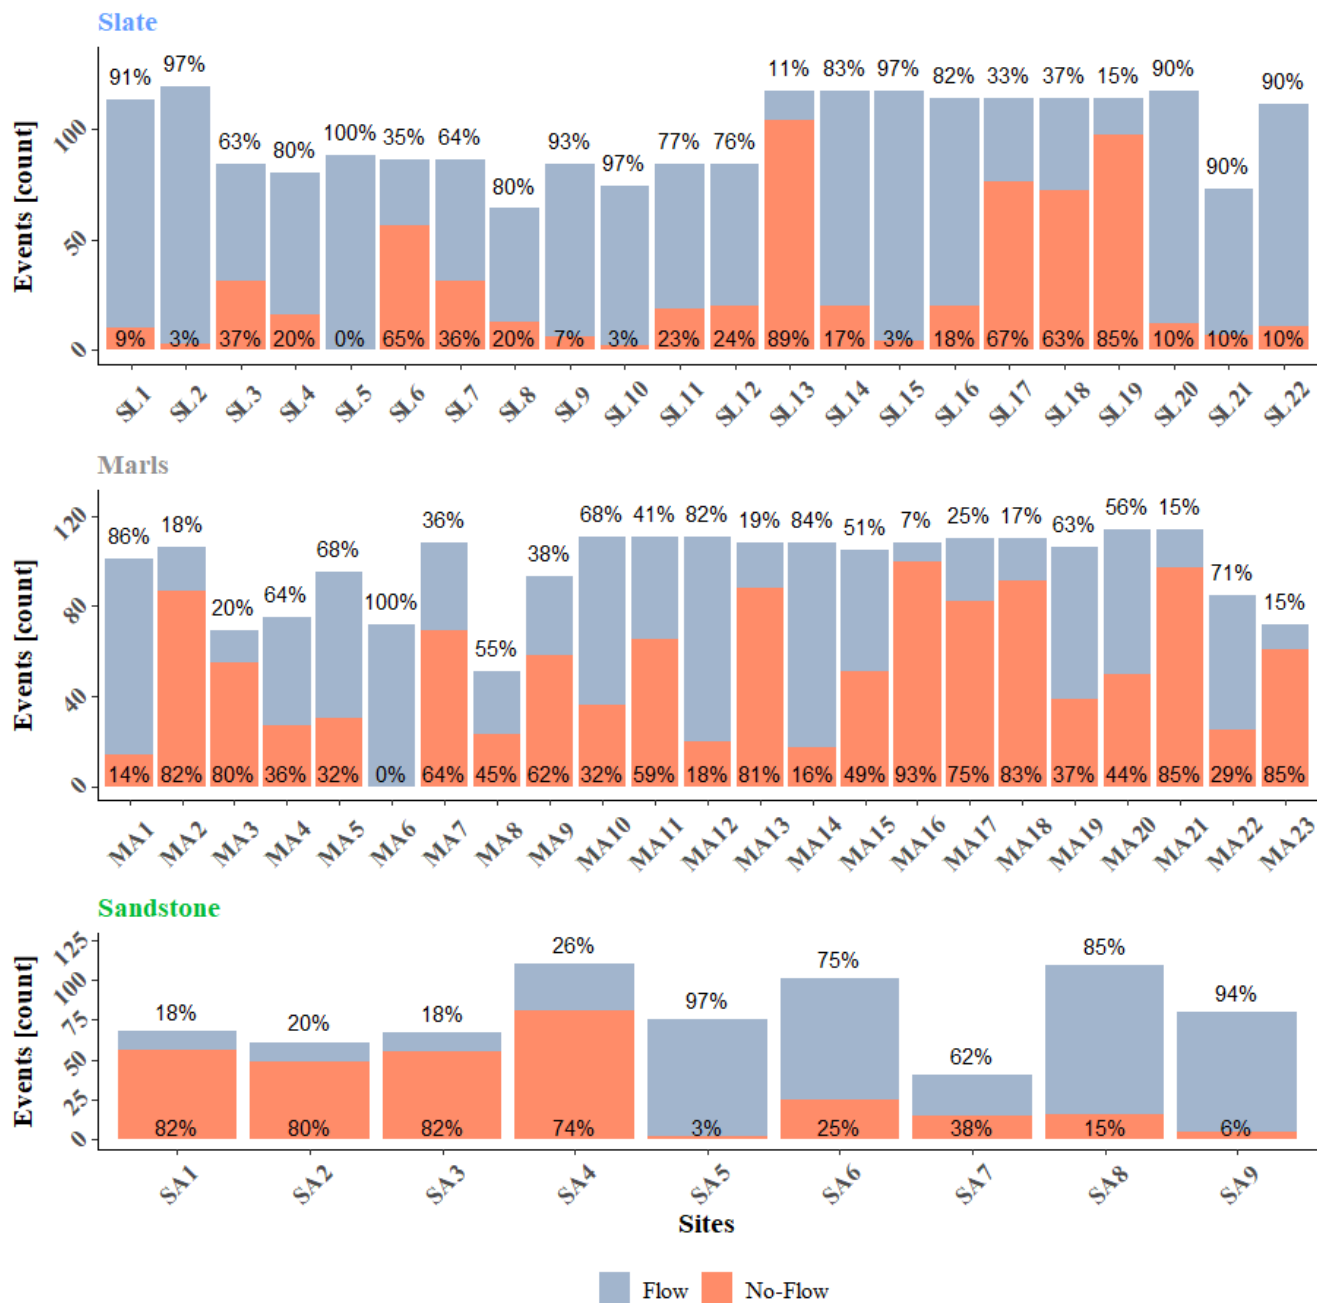 Slate
Events [count]
100
50
0
91% 97% 63% 80% 100% 35% 64% 80% 93% 97% 77% 76% 11% 83% 97% 82% 33% 37% 15% 90% 90% 90%
9% 3% 37% 20% 0% 65% 36% 20% 7% 3% 23% 24% 89% 17% 3% 18% 67% 63% 85% 10% 10% 10%
SL1 SL2 SL3 SL4 SL5 SL6 SL7 SL8 SL9 SL10 SL11 SL12 SL13 SL14 SL15 SL16 SL17 SL18 SL19 SL20 SL21 SL22
Marls
Events [count]
120
80
40
0
86% 18% 20% 64% 68% 100% 36% 55% 38% 68% 41% 82% 19% 84% 51% 7% 25% 17% 63% 56% 15% 71% 15%
14% 82% 80% 36% 32% 0% 64% 45% 62% 32% 59% 18% 81% 16% 49% 93% 75% 83% 37% 44% 85% 29% 85%
MA1 MA2 MA3 MA4 MA5 MA6 MA7 MA8 MA9 MA10 MA11 MA12 MA13 MA14 MA15 MA16 MA17 MA18 MA19 MA20 MA21 MA22 MA23
Sandstone
Events [count]
125
100
75
50
25
0
18% 20% 18% 26% 97% 75% 62% 85% 94%
82% 80% 82% 74% 3% 25% 38% 15% 6%
SA1 SA2 SA3 SA4 SA5 SA6 SA7 SA8 SA9
Sites
Flow No-Flow